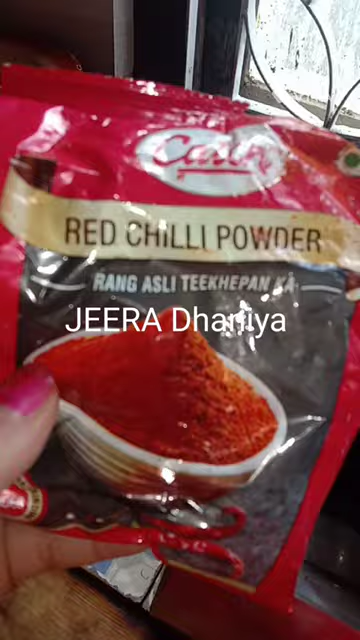 Catch
RED CHILLI POWDER
RANG ASLI TEEKHEPAN KA
JEERA Dhaniya